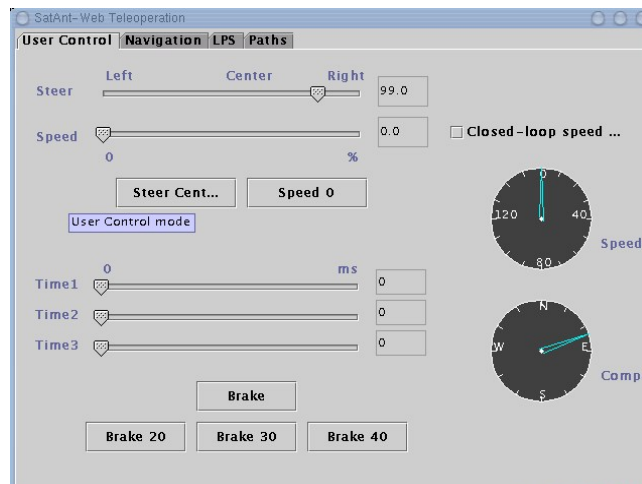 SatAnt-Web Teleoperation
User Control Navigation LPS Paths
Left Center Right
Steer 99.0
Speed 0.0
Closed-loop speed ...
0 %
Steer Cent... Speed 0
User Control mode
0
120 40
80
Speed
0 ms
Time1 0
Time2 0
Time3 0
N
W E
S
Comp
Brake
Brake 20 Brake 30 Brake 40